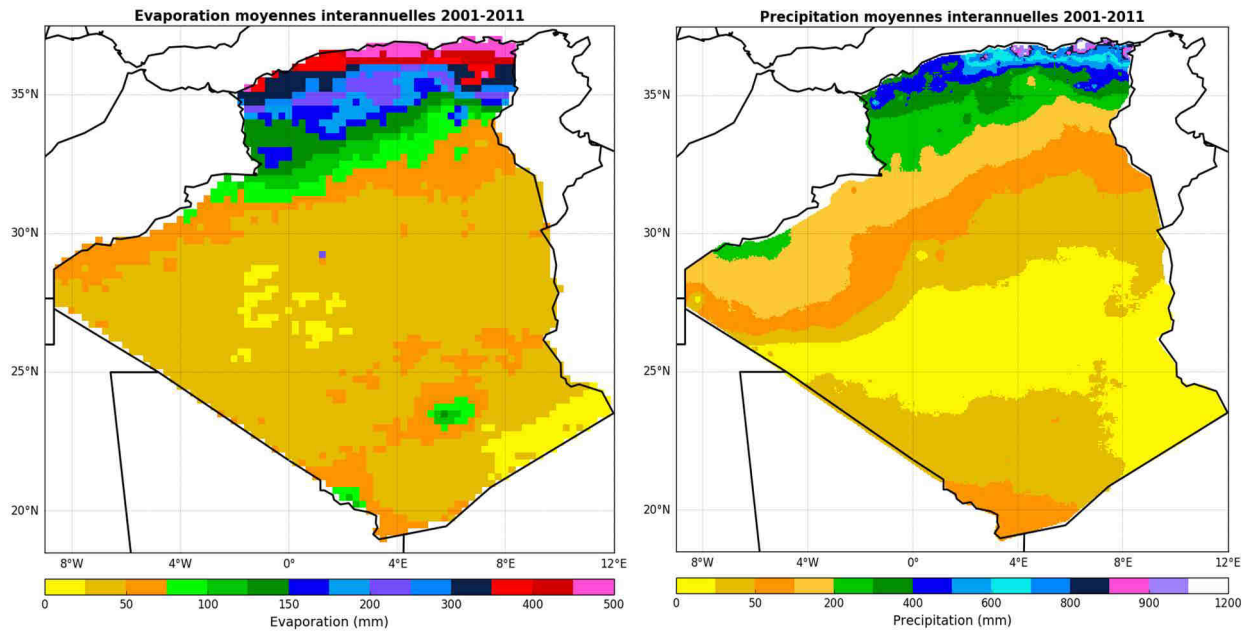 Evaporation moyennes interannuelles 2001-2011
35°N
30°N
25°N
20°N
8°W 4°W 0° 4°E 8°E 12°E
0 50 100 150 200 300 400 500
Evaporation (mm)
Precipitation moyennes interannuelles 2001-2011
35°N
30°N
25°N
20°N
8°W 4°W 0° 4°E 8°E 12°E
0 50 100 200 400 600 800 900 1200
Precipitation (mm)